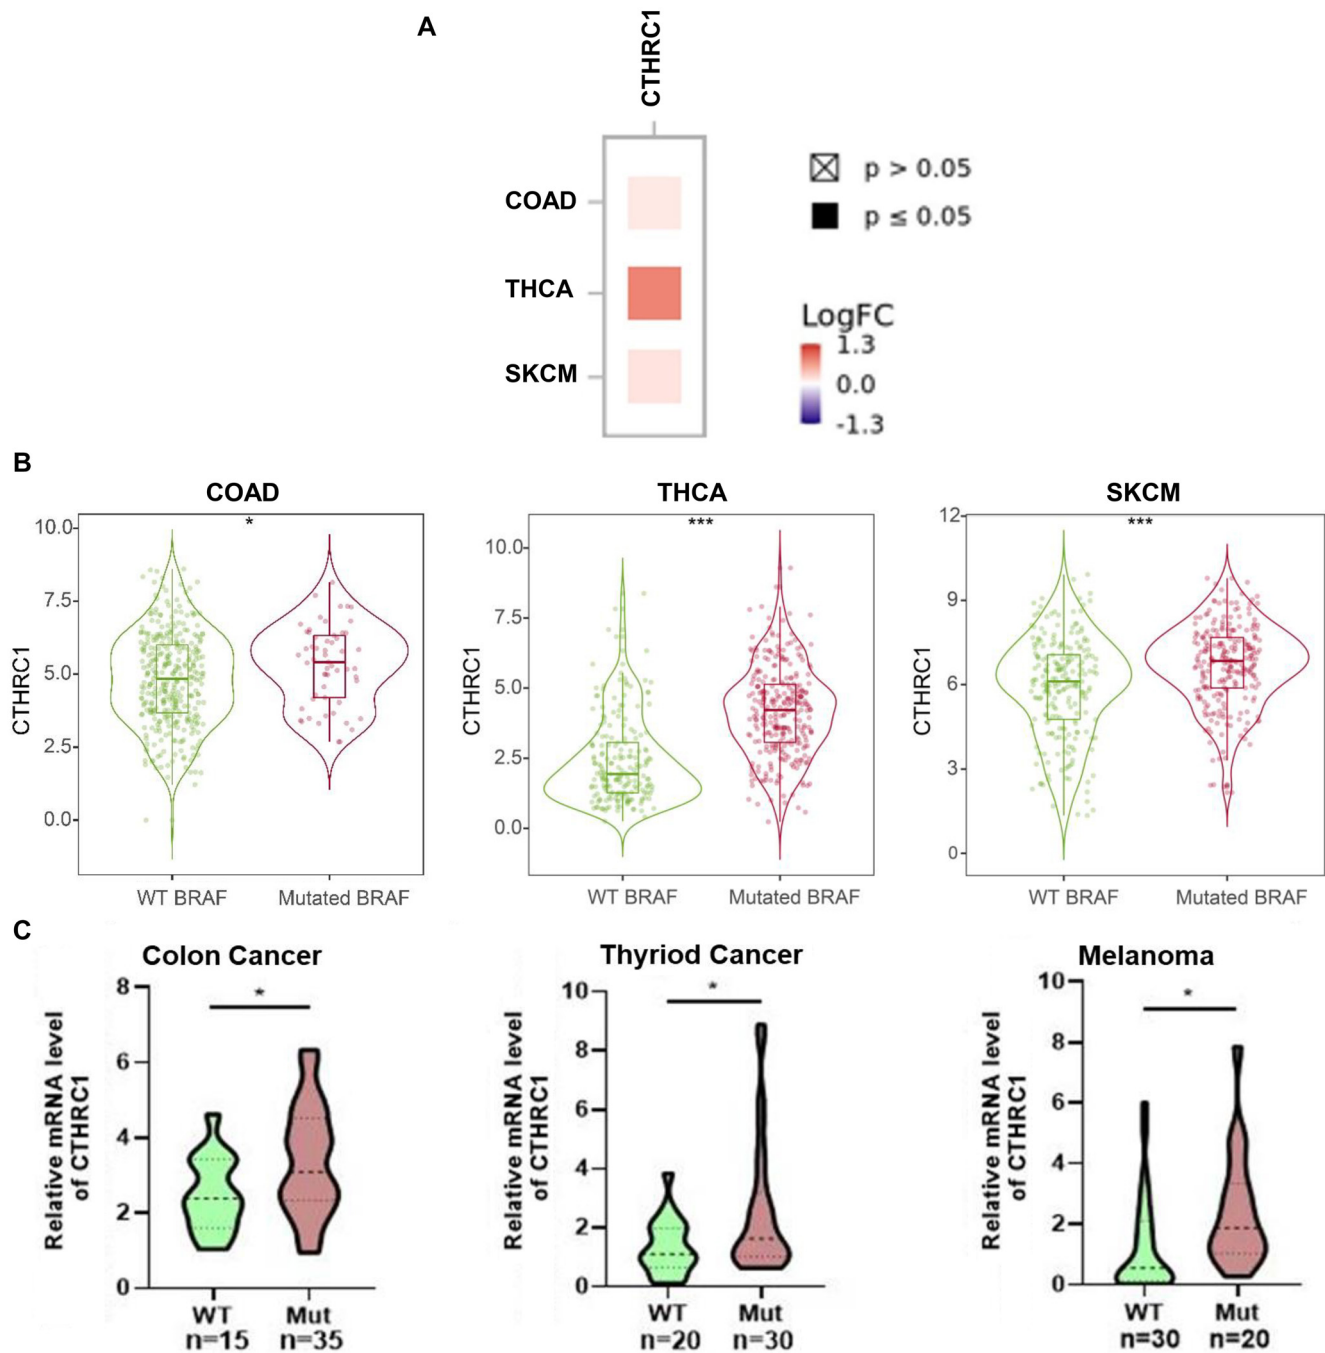 A
CTHRC1
COAD
THCA
SKCM
p > 0.05
p ≤ 0.05
LogFC
1.3
0.0
-1.3
B
COAD
*
CTHRC1
10.0
7.5
5.0
2.5
0.0
WT BRAF Mutated BRAF
THCA
***
CTHRC1
10.0
7.5
5.0
2.5
0.0
WT BRAF Mutated BRAF
SKCM
***
CTHRC1
12
9
6
3
0
WT BRAF Mutated BRAF
C
Colon Cancer
*
Relative mRNA level
of CTHRC1
8
6
4
2
0
WT Mut
n=15 n=35
Thyriod Cancer
*
Relative mRNA level
of CTHRC1
10
8
6
4
2
0
WT Mut
n=20 n=30
Melanoma
*
Relative mRNA level
of CTHRC1
10
8
6
4
2
0
WT Mut
n=30 n=20